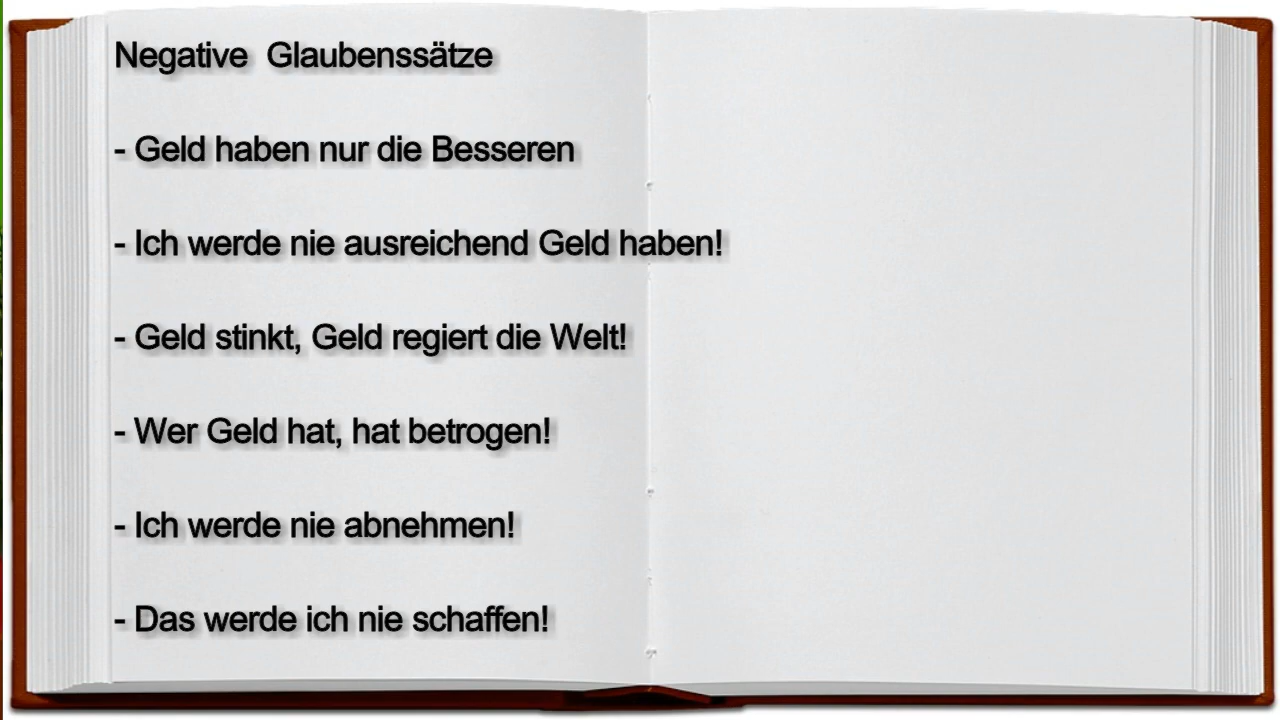 Negative Glaubenssätze
- Geld haben nur die Besseren
- Ich werde nie ausreichend Geld haben!
- Geld stinkt, Geld regiert die Welt!
- Wer Geld hat, hat betrogen!
- Ich werde nie abnehmen!
- Das werde ich nie schaffen!